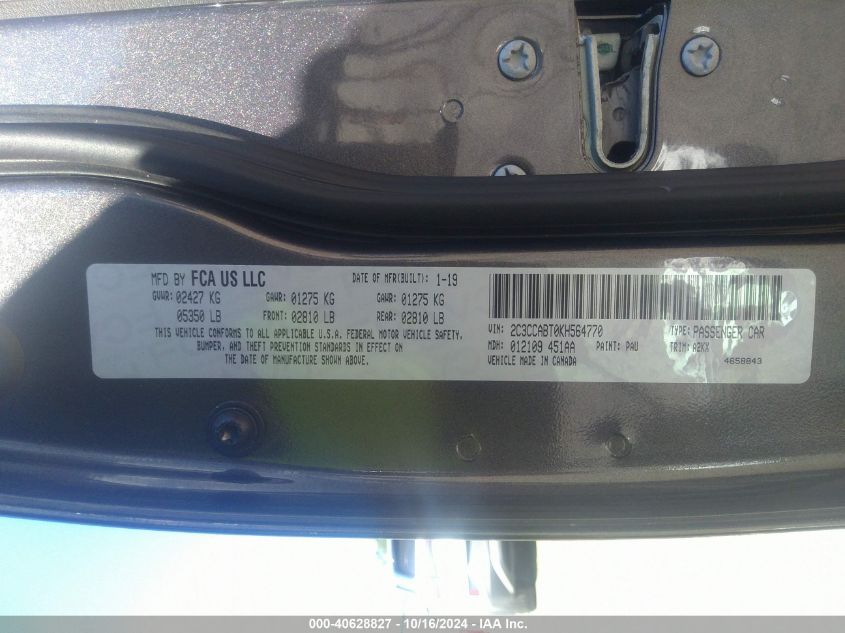 MFD BY FCA US LLC DATE OF MFR(BUILT): 1-19
GVWR: 02427 KG GAWR: 01275 KG GAWR: 01275 KG
05350 LB FRONT: 02810 LB REAR: 02810 LB
THIS VEHICLE CONFORMS TO ALL APPLICABLE U.S.A. FEDERAL MOTOR VEHICLE SAFETY,
BUMPER, AND THEFT PREVENTION STANDARDS IN EFFECT ON
THE DATE OF MANUFACTURE SHOWN ABOVE.
VIN: 2C3CCABT0KH564770 TYPE: PASSENGER CAR
MDH: 012109 451AA PAINT: PAU TRIM: A2KX
VEHICLE MADE IN CANADA 4658843
000-40628827 - 10/16/2024 - IAA Inc.